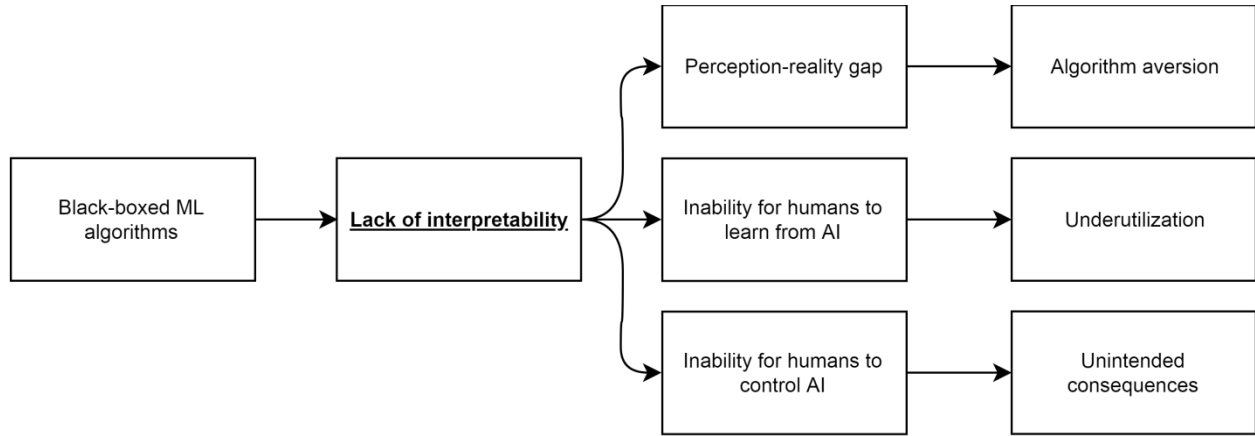 Perception-reality gap
Algorithm aversion
Black-boxed ML
algorithms
Lack of interpretability
Inability for humans to
learn from AI
Underutilization
Inability for humans to
control AI
Unintended
consequences